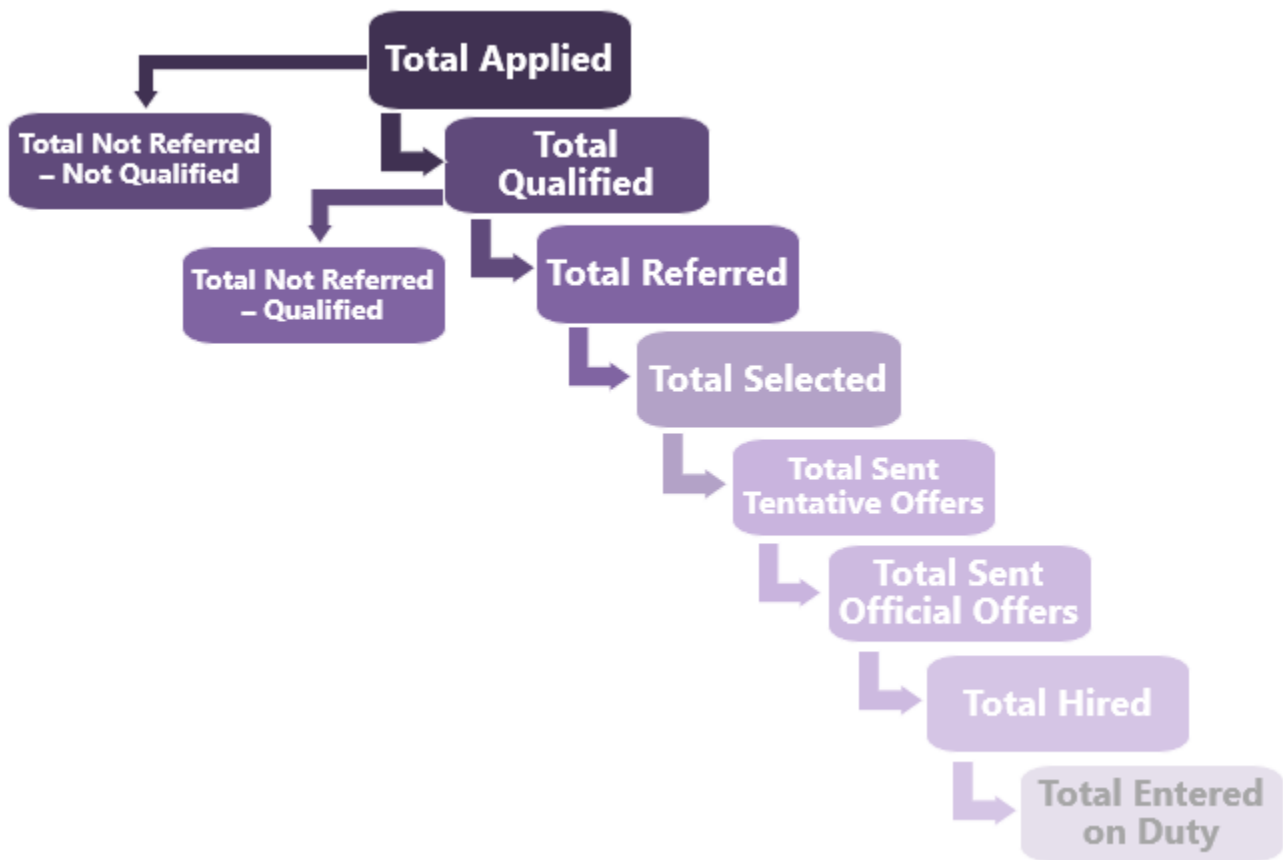 Total Applied
Total Not Referred
– Not Qualified
Total
Qualified
Total Not Referred
– Qualified
Total Referred
Total Selected
Total Sent
Tentative Offers
Total Sent
Official Offers
Total Hired
Total Entered
on Duty